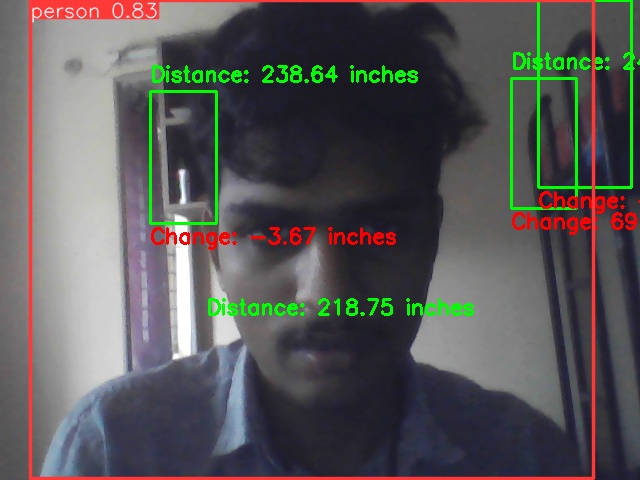 person 0.83
Distance: 24
Distance: 238.64 inches
Change: -
Change: 69
Change: -3.67 inches
Distance: 218.75 inches